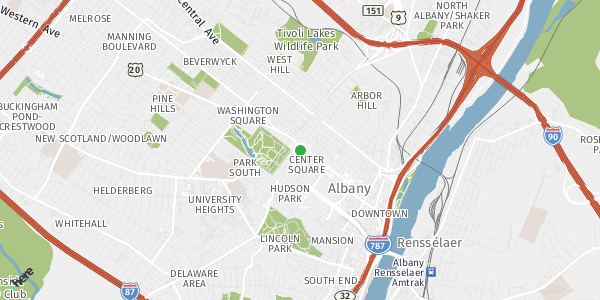 MELROSE
Western Ave
Central Ave
MANNING
BOULEVARD
Tivoli Lakes
Wildlife Park
151
9
NORTH
ALBANY/SHAKER
PARK
BEVERWYCK
WEST
HILL
20
PINE
HILLS
ARBOR
HILL
BUCKINGHAM
POND-
CRESTWOOD
WASHINGTON
SQUARE
NEW SCOTLAND/WOODLAWN
90
PARK
SOUTH
CENTER
SQUARE
HELDERBERG
UNIVERSITY
HEIGHTS
HUDSON
PARK
Albany
DOWNTOWN
WHITEHALL
LINCOLN
PARK
MANSION
787
Rensselaer
DELAWARE
AREA
SOUTH END
Albany
Rensselaer
Amtrak
here
Club
87
32